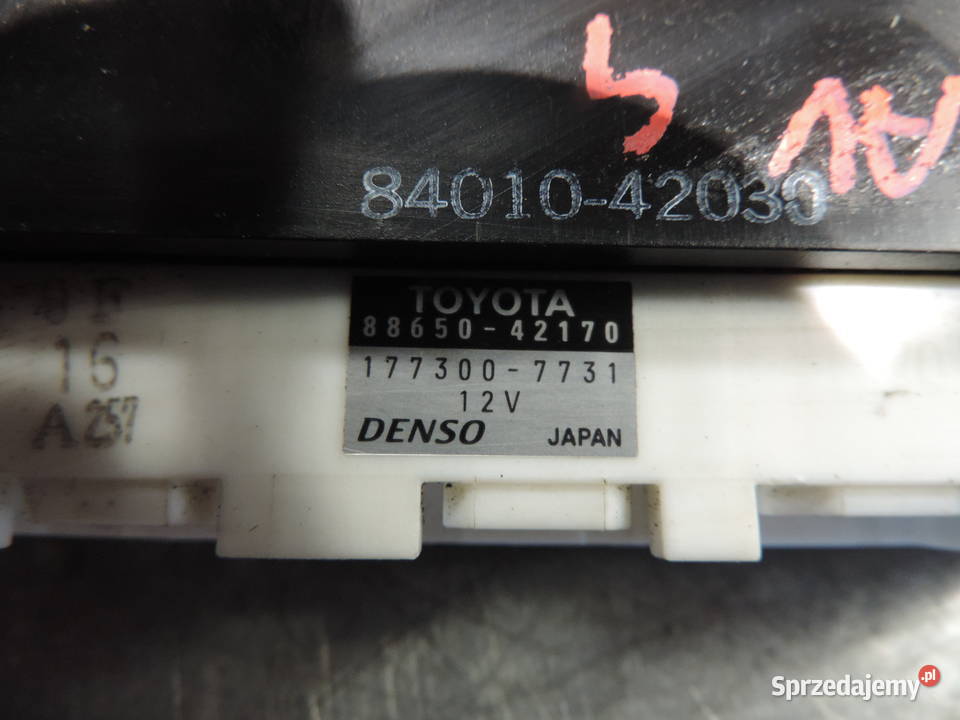 84010-42030
TOYOTA
88650-42170
177300-7731
12V
DENSO JAPAN
16
A257
Sprzedajemy.pl